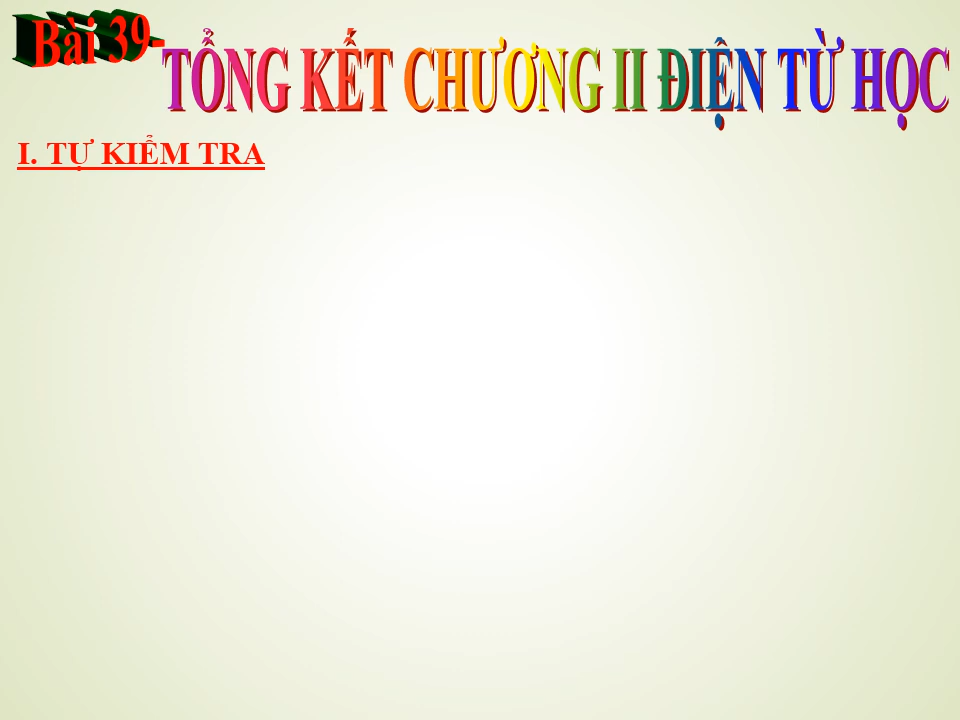 Bài 39-
TỔNG KẾT CHƯƠNG II ĐIỆN TỪ HỌC
I. TỰ KIỂM TRA